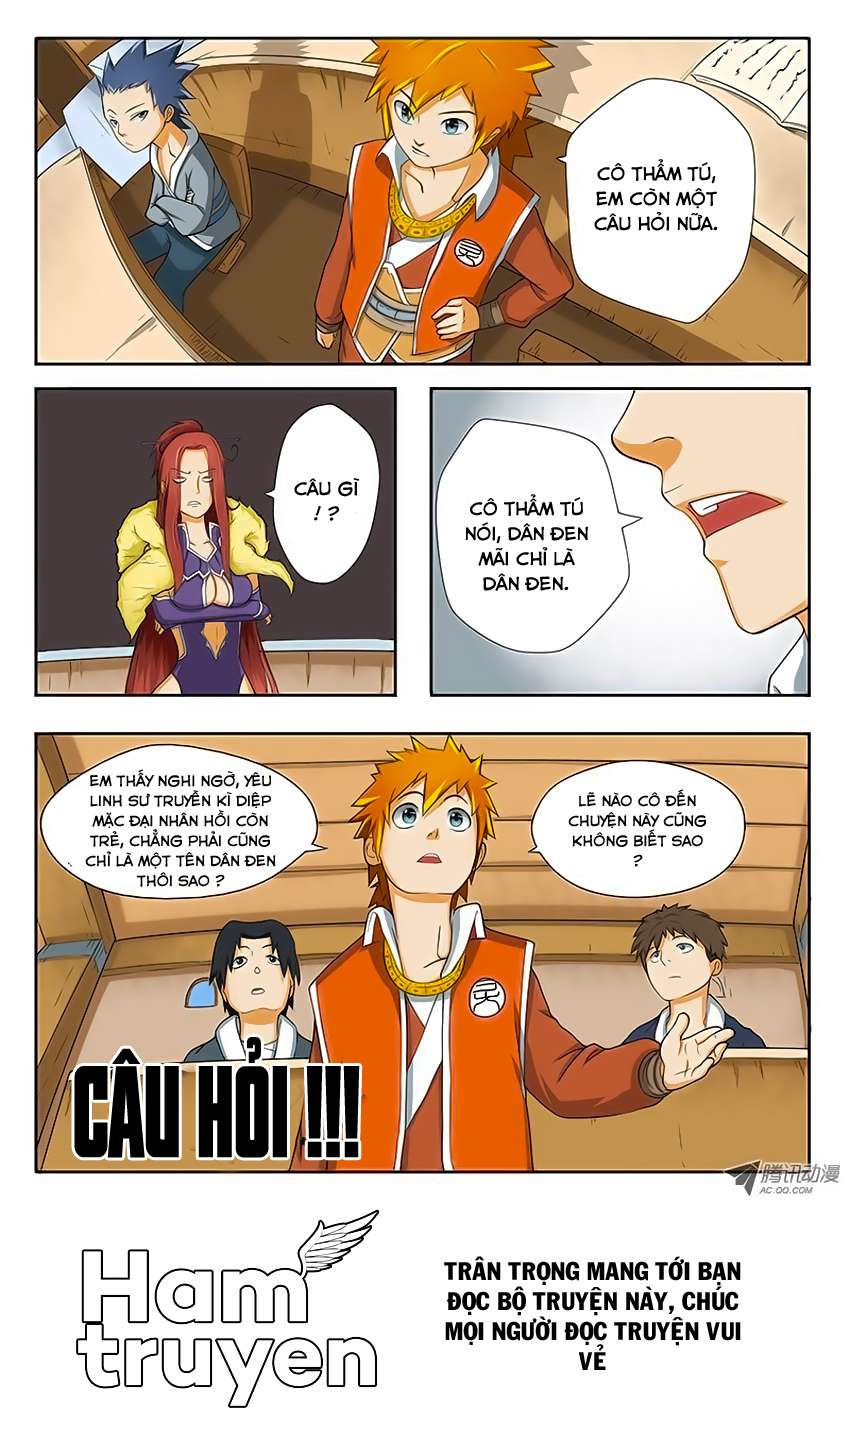 CÔ THẨM TÚ,
EM CÒN MỘT
CÂU HỎI NỮA.
CÂU GÌ
! ?
CÔ THẨM TÚ
NÓI, DÂN ĐEN
MÃI CHỈ LÀ
DÂN ĐEN.
EM THẤY NGHI NGỜ, YÊU
LINH SƯ TRUYỀN KÌ DIỆP
MẶC ĐẠI NHÂN HỒI CÒN
TRẺ, CHẲNG PHẢI CŨNG
CHỈ LÀ MỘT TÊN DÂN ĐEN
THÔI SAO ?
LẼ NÀO CÔ ĐẾN
CHUYỆN NÀY CŨNG
KHÔNG BIẾT SAO
?
CÂU HỎI !!!
腾讯动漫
AC.QQ.COM
Ham
truyen
TRÂN TRỌNG MANG TỚI BẠN
ĐỌC BỘ TRUYỆN NÀY, CHÚC
MỌI NGƯỜI ĐỌC TRUYỆN VUI
VẺ